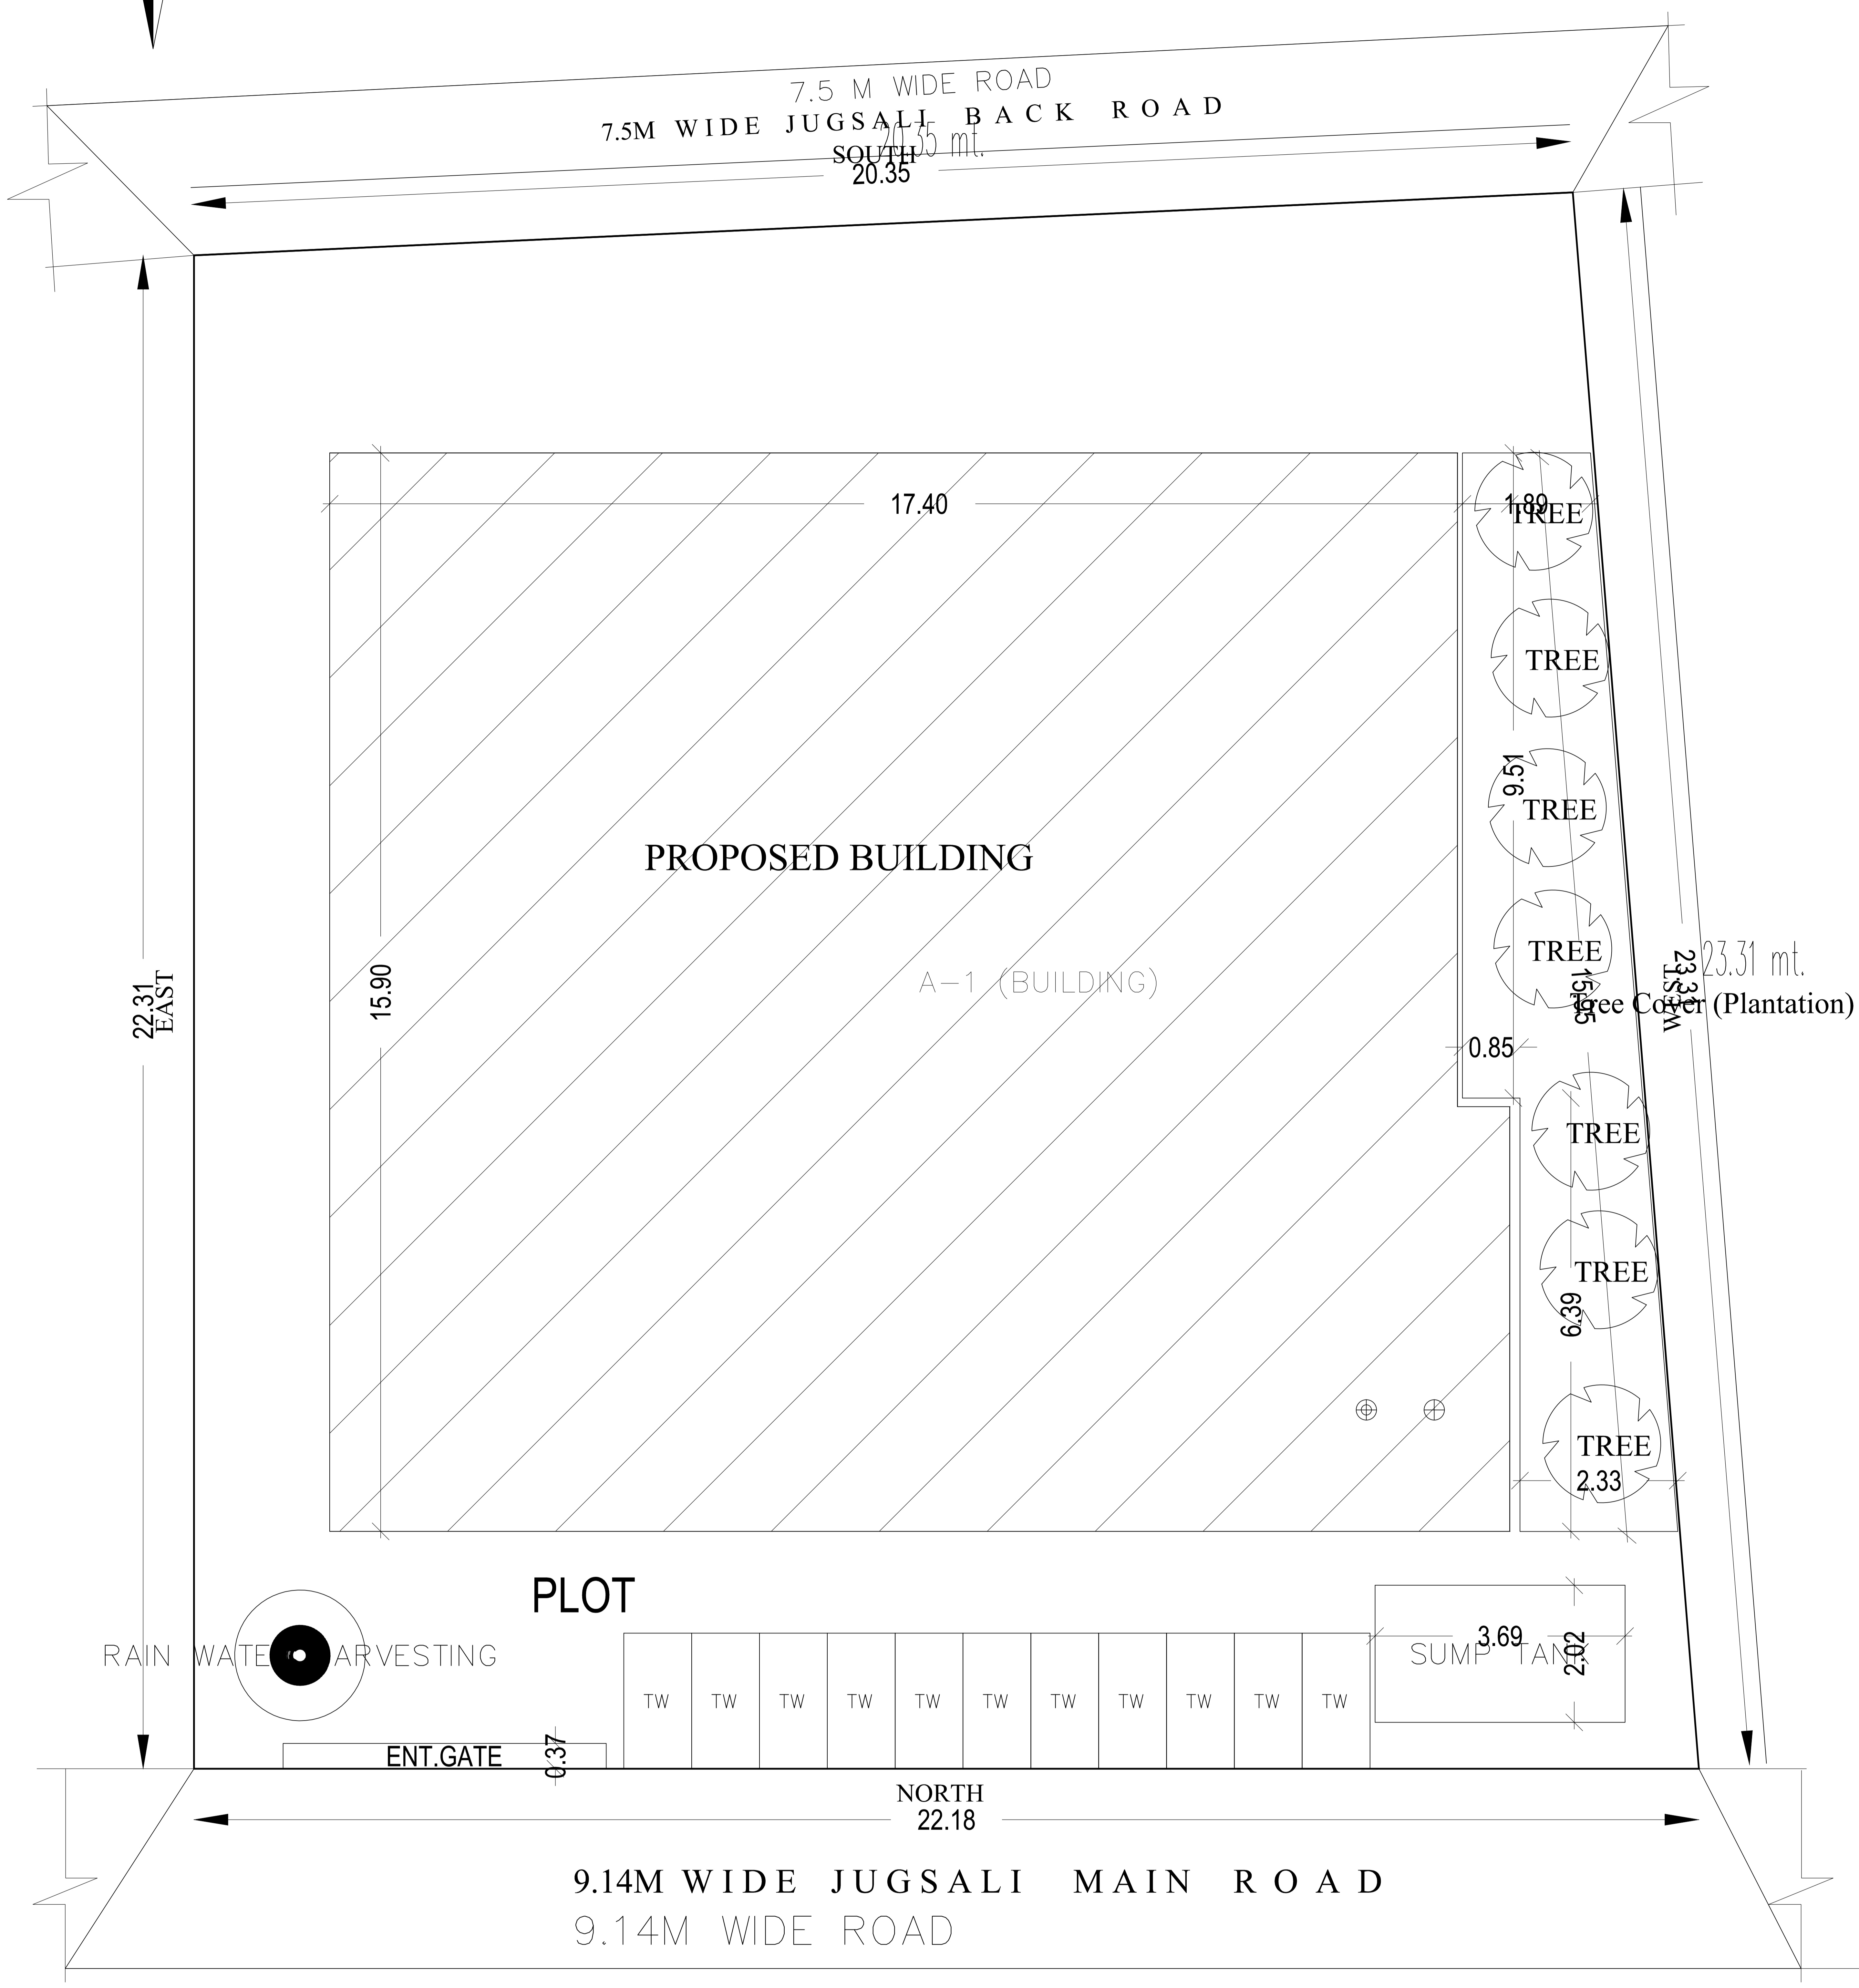 7.5 M WIDE ROAD
7.5M WIDE JUGSALI BACK ROAD
20.35 mt.
SOUTH
20.35
17.40
1.89
TREE
TREE
9.51
TREE
PROPOSED BUILDING
TREE
23.31 mt.
23.31
WEST
Tree Cover (Plantation)
15.95
A-1 (BUILDING)
15.90
22.31
EAST
0.85
TREE
TREE
6.39
TREE
2.33
PLOT
RAIN WATER HARVESTING
3.69
SUMP TANK
2.02
TW TW TW TW TW TW TW TW TW TW TW
ENT.GATE
0.37
NORTH
22.18
9.14M WIDE JUGSALI MAIN ROAD
9.14M WIDE ROAD